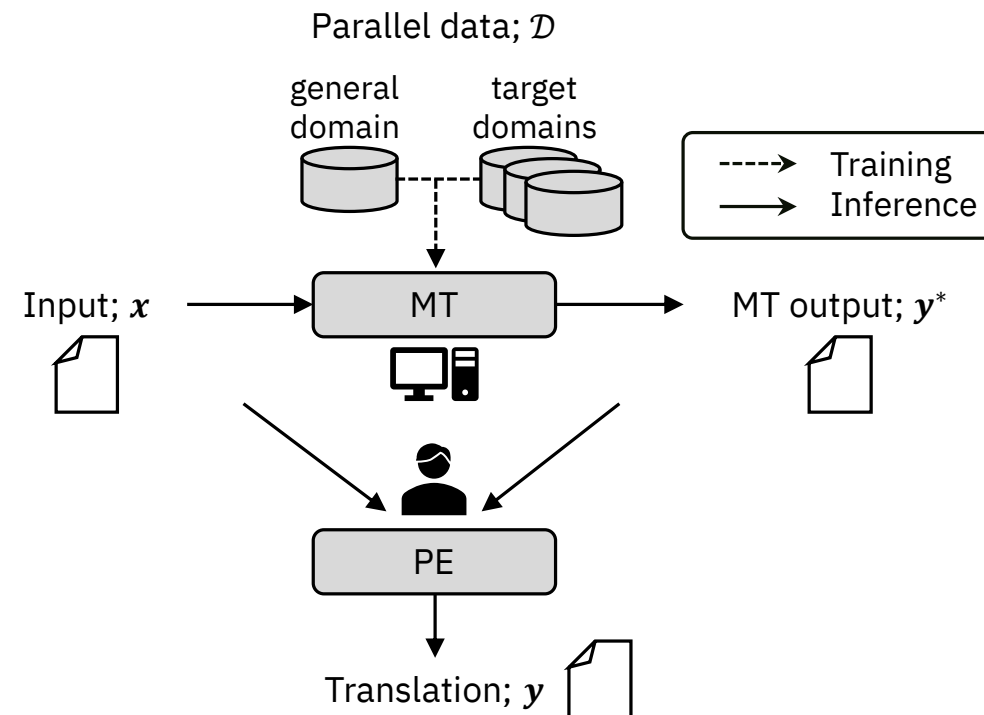 Parallel data; 𝒟
general
domain
target
domains
Training
Inference
Input; x
MT
MT output; y*
PE
Translation; y